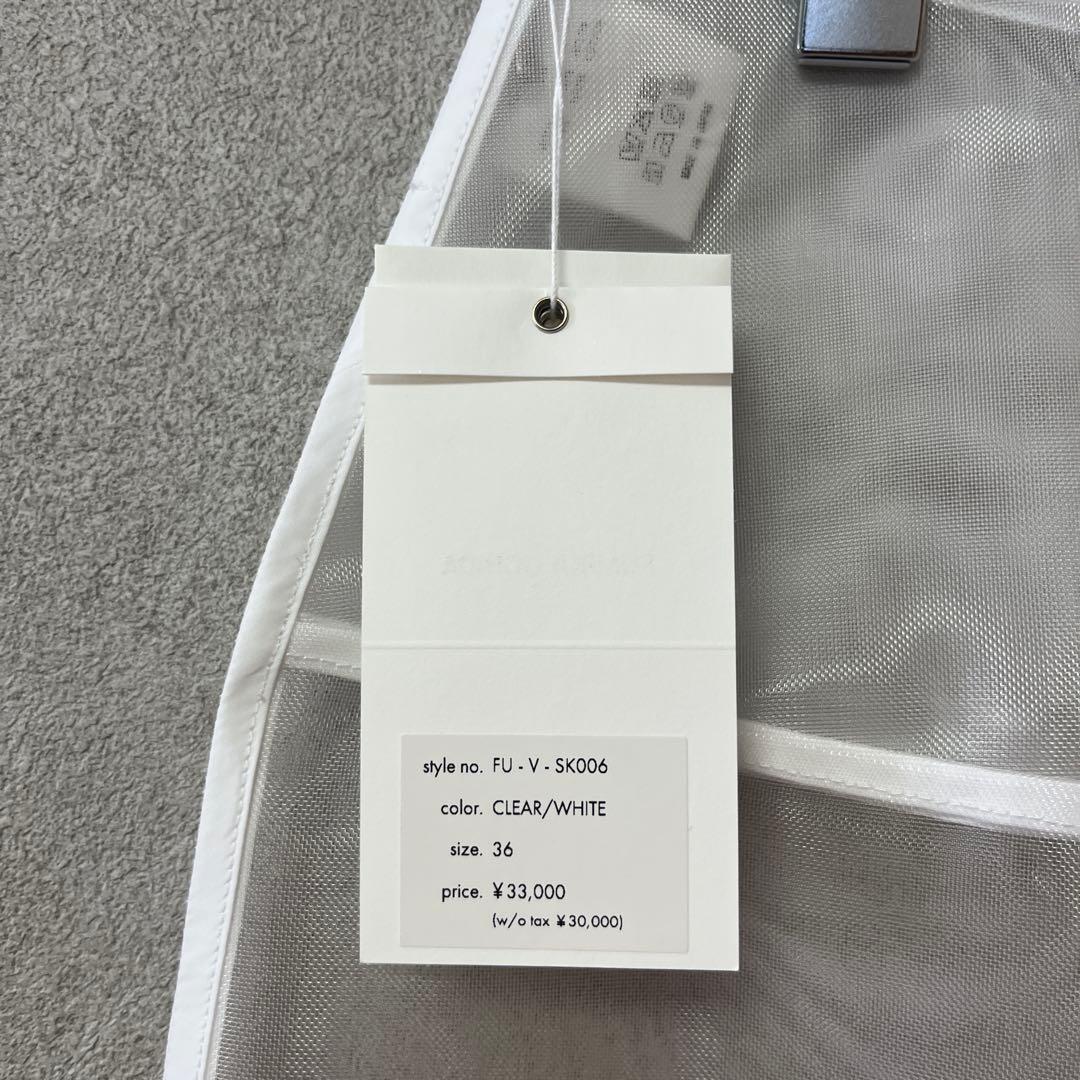 style no. FU - V - SK006
color. CLEAR/WHITE
size. 36
price. ¥33,000
(w/o tax ¥30,000)